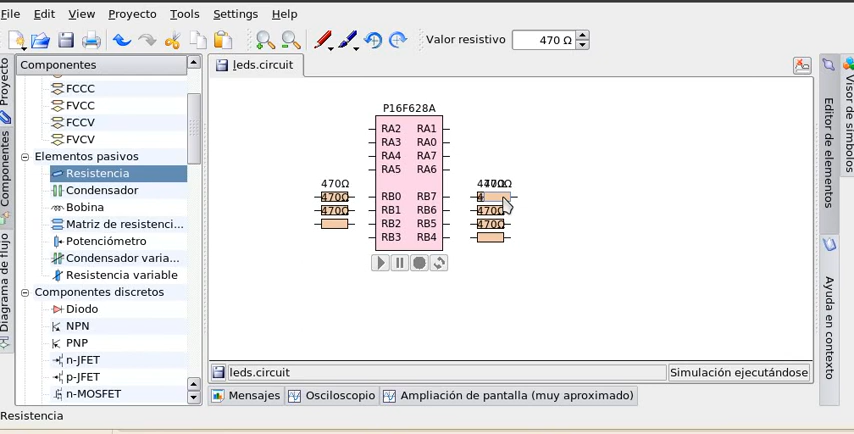 File Edit View Proyecto Tools Settings Help
Valor resistivo 470 Ω
Proyecto
Componentes
Diagrama de flujo
Componentes
FCCC
FVCC
FCCV
FVCV
Elementos pasivos
Resistencia
Condensador
Bobina
Matriz de resistenci...
Potenciómetro
Condensador varia...
Resistencia variable
Componentes discretos
Diodo
NPN
PNP
n-JFET
p-JFET
n-MOSFET
leds.circuit
P16F628A
RA2 RA1
RA3 RA0
RA4 RA7
RA5 RA6
RB0 RB7
RB1 RB6
RB2 RB5
RB3 RB4
470Ω
470Ω
470Ω
470Ω
470Ω
470Ω
leds.circuit
Simulación ejecutándose
Mensajes Osciloscopio Ampliación de pantalla (muy aproximado)
Editor de elementos
Ayuda en contexto
Visor de símbolos
Resistencia